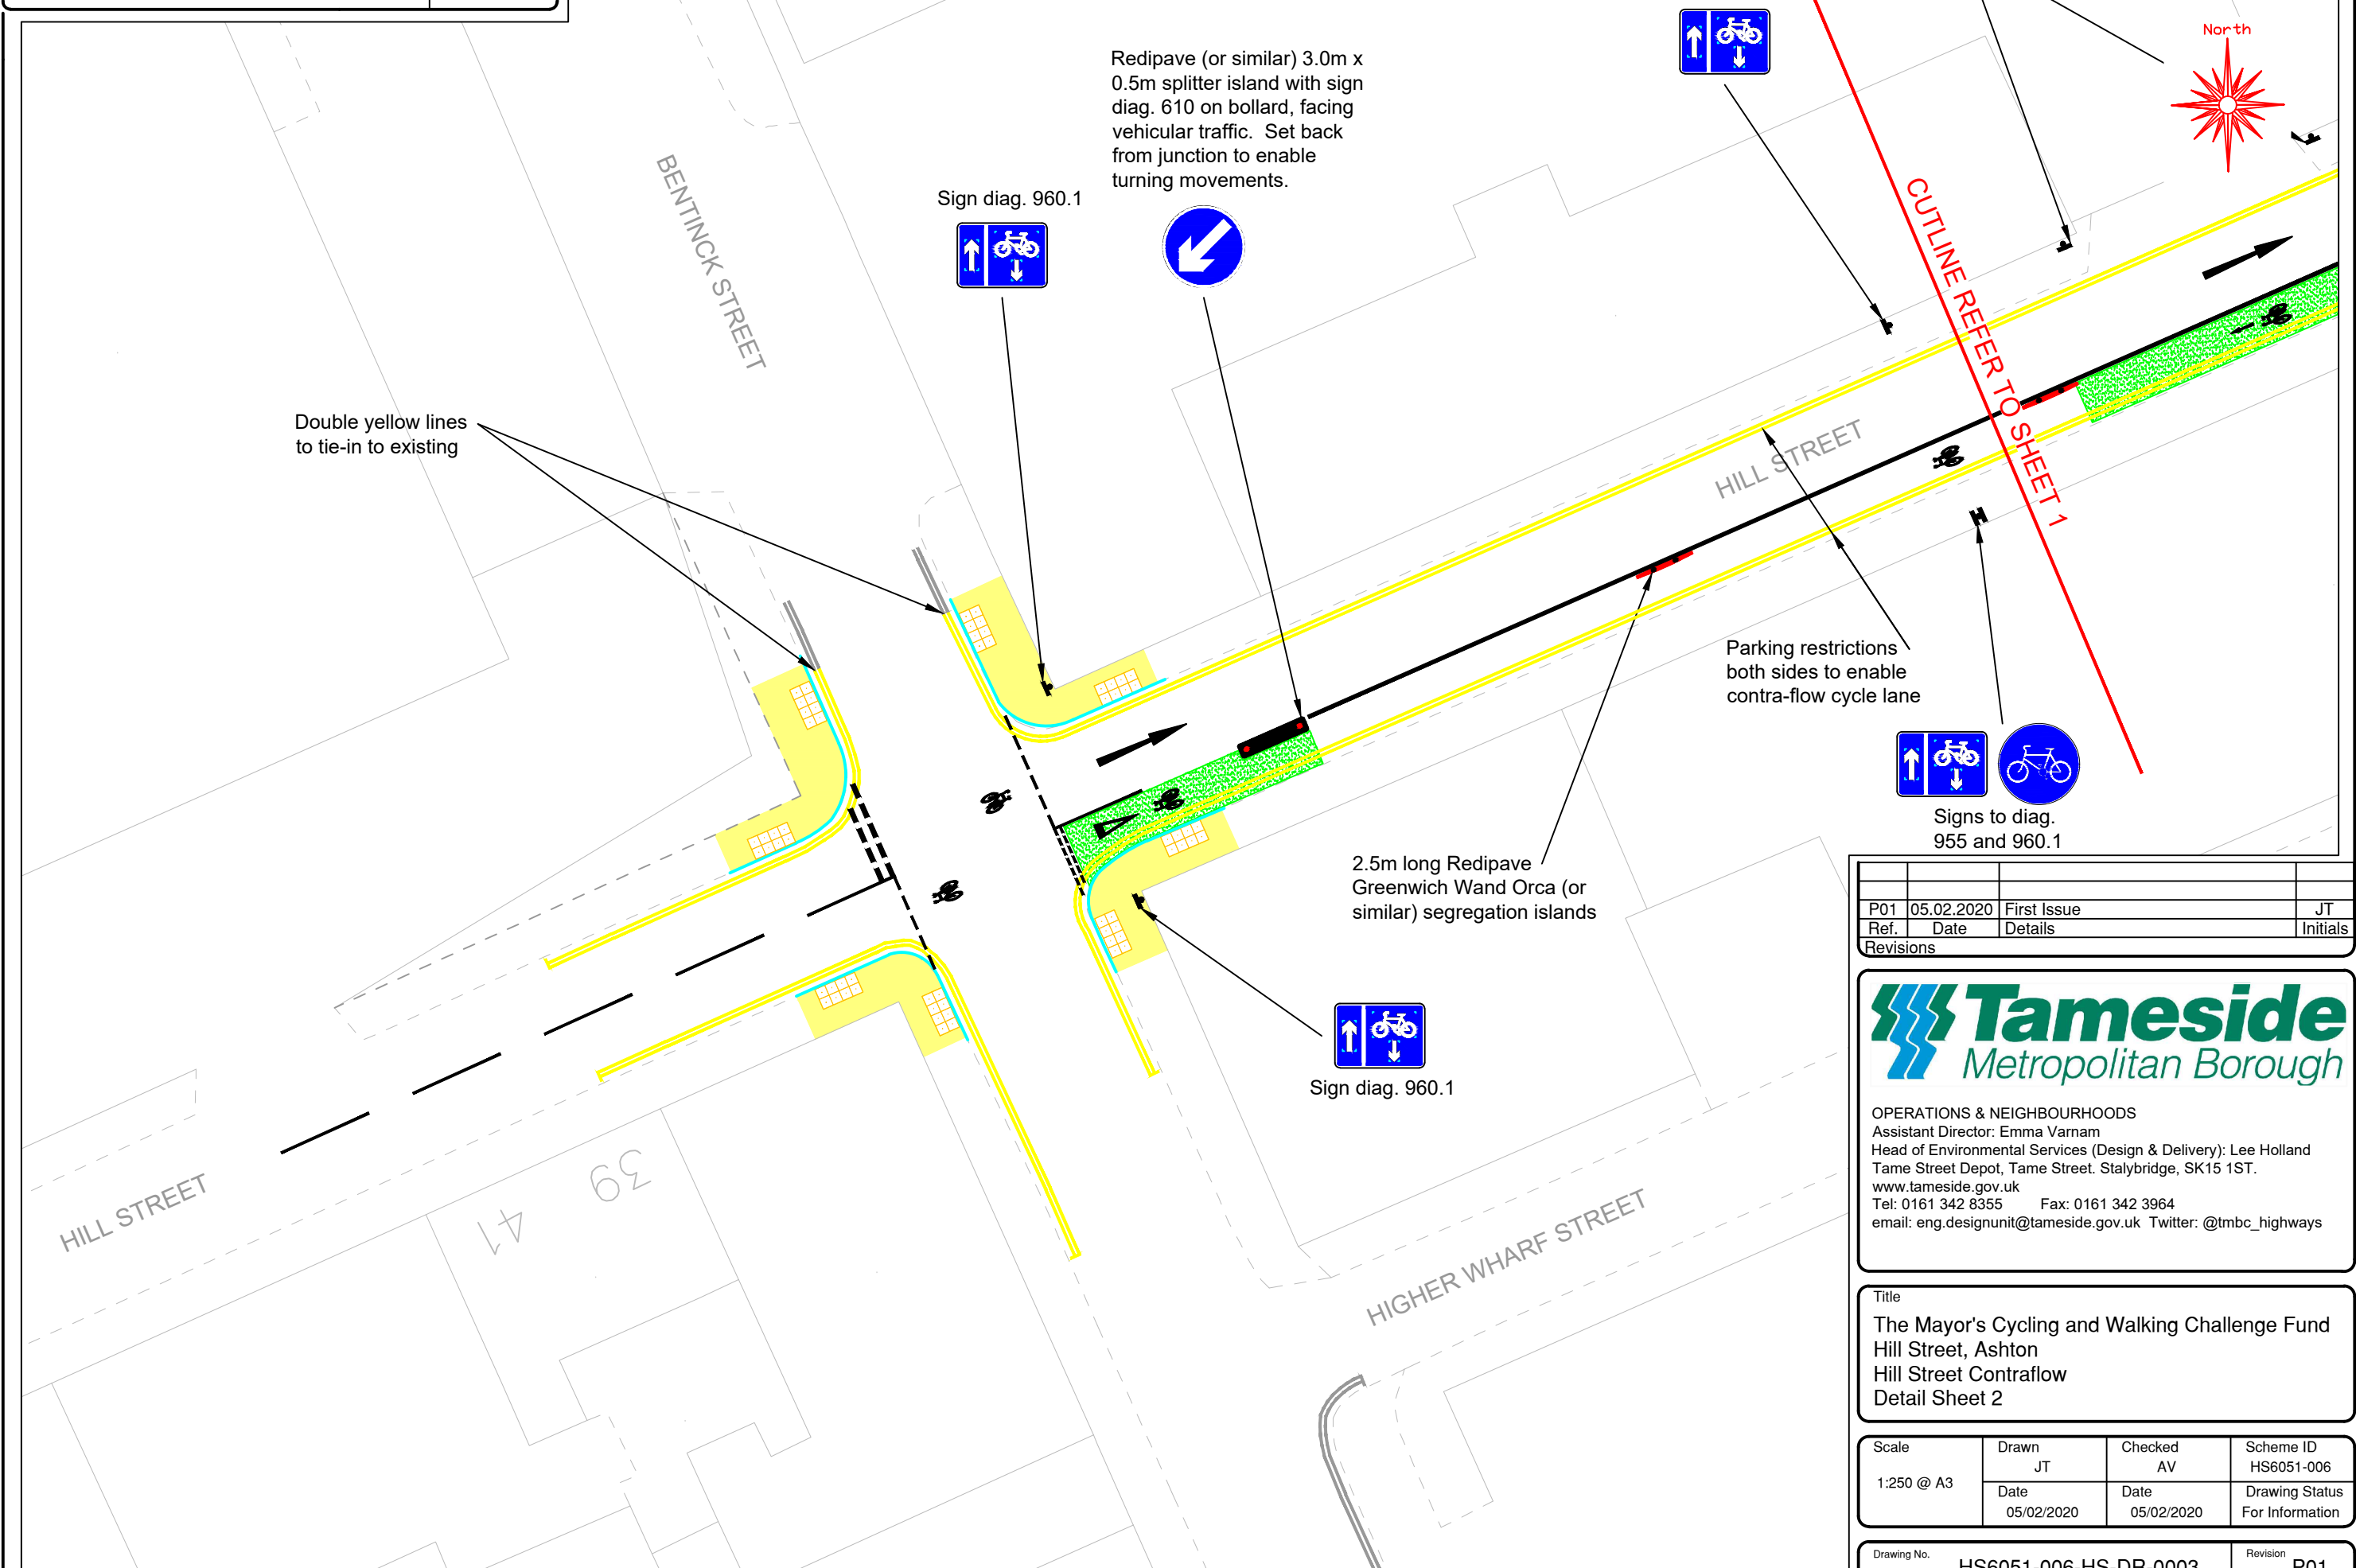 Redipave (or similar) 3.0m x
0.5m splitter island with sign
diag. 610 on bollard, facing
vehicular traffic.  Set back
from junction to enable
turning movements.
North
BENTINCK STREET
Sign diag. 960.1
CUTLINE REFER TO SHEET 1
Double yellow lines
to tie-in to existing
HILL STREET
Parking restrictions
both sides to enable
contra-flow cycle lane
Signs to diag.
955 and 960.1
2.5m long Redipave
Greenwich Wand Orca (or
similar) segregation islands
Sign diag. 960.1
HILL STREET
39
41
HIGHER WHARF STREET
P01 05.02.2020 First Issue JT
Ref. Date Details Initials
Revisions
Tameside
Metropolitan Borough
OPERATIONS & NEIGHBOURHOODS
Assistant Director: Emma Varnam
Head of Environmental Services (Design & Delivery): Lee Holland
Tame Street Depot, Tame Street. Stalybridge, SK15 1ST.
www.tameside.gov.uk
Tel: 0161 342 8355 Fax: 0161 342 3964
email: eng.designunit@tameside.gov.uk Twitter: @tmbc_highways
Title
The Mayor's Cycling and Walking Challenge Fund
Hill Street, Ashton
Hill Street Contraflow
Detail Sheet 2
Scale Drawn Checked Scheme ID
JT AV HS6051-006
1:250 @ A3
Date Date Drawing Status
05/02/2020 05/02/2020 For Information
Drawing No. Revision
HS6051-006-HS-DR-0003 P01